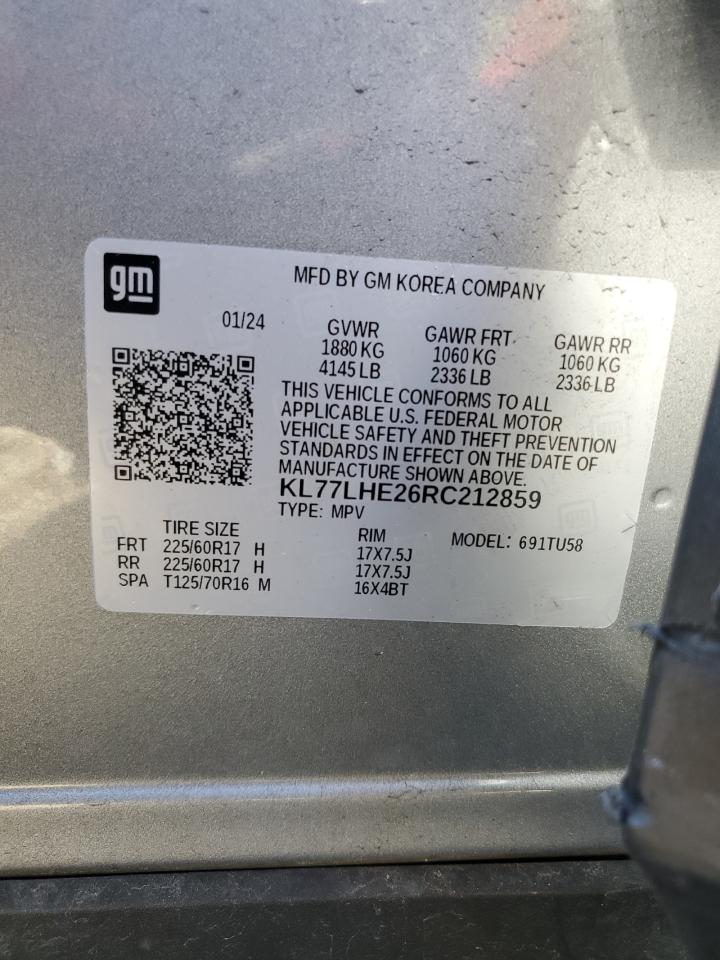 gm
MFD BY GM KOREA COMPANY
01/24
GVWR GAWR FRT GAWR RR
1880 KG 1060 KG 1060 KG
4145 LB 2336 LB 2336 LB
THIS VEHICLE CONFORMS TO ALL
APPLICABLE U.S. FEDERAL MOTOR
VEHICLE SAFETY AND THEFT PREVENTION
STANDARDS IN EFFECT ON THE DATE OF
MANUFACTURE SHOWN ABOVE.
KL77LHE26RC212859
TYPE: MPV
TIRE SIZE RIM MODEL: 691TU58
FRT 225/60R17 H 17X7.5J
RR 225/60R17 H 17X7.5J
SPA T125/70R16 M 16X4BT